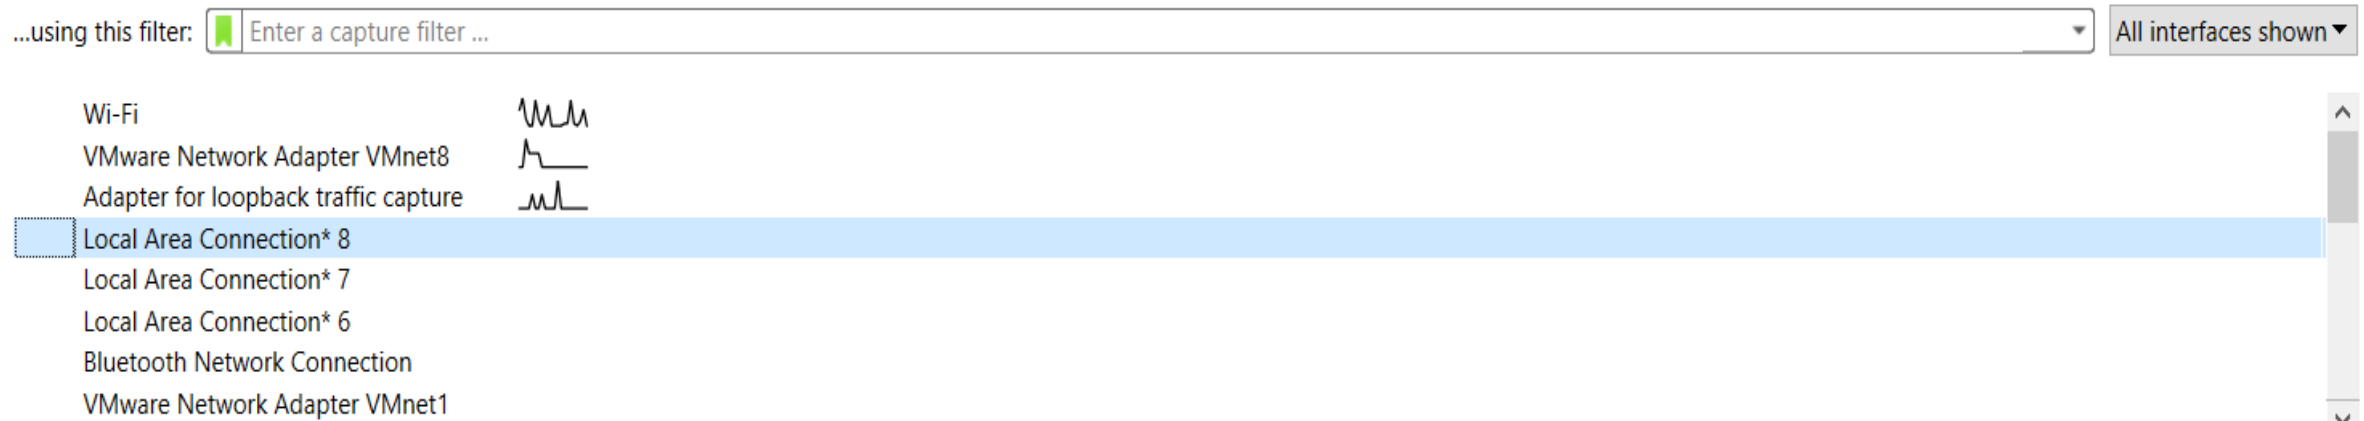 ...using this filter: Enter a capture filter ... All interfaces shown
Wi-Fi
VMware Network Adapter VMnet8
Adapter for loopback traffic capture
Local Area Connection* 8
Local Area Connection* 7
Local Area Connection* 6
Bluetooth Network Connection
VMware Network Adapter VMnet1